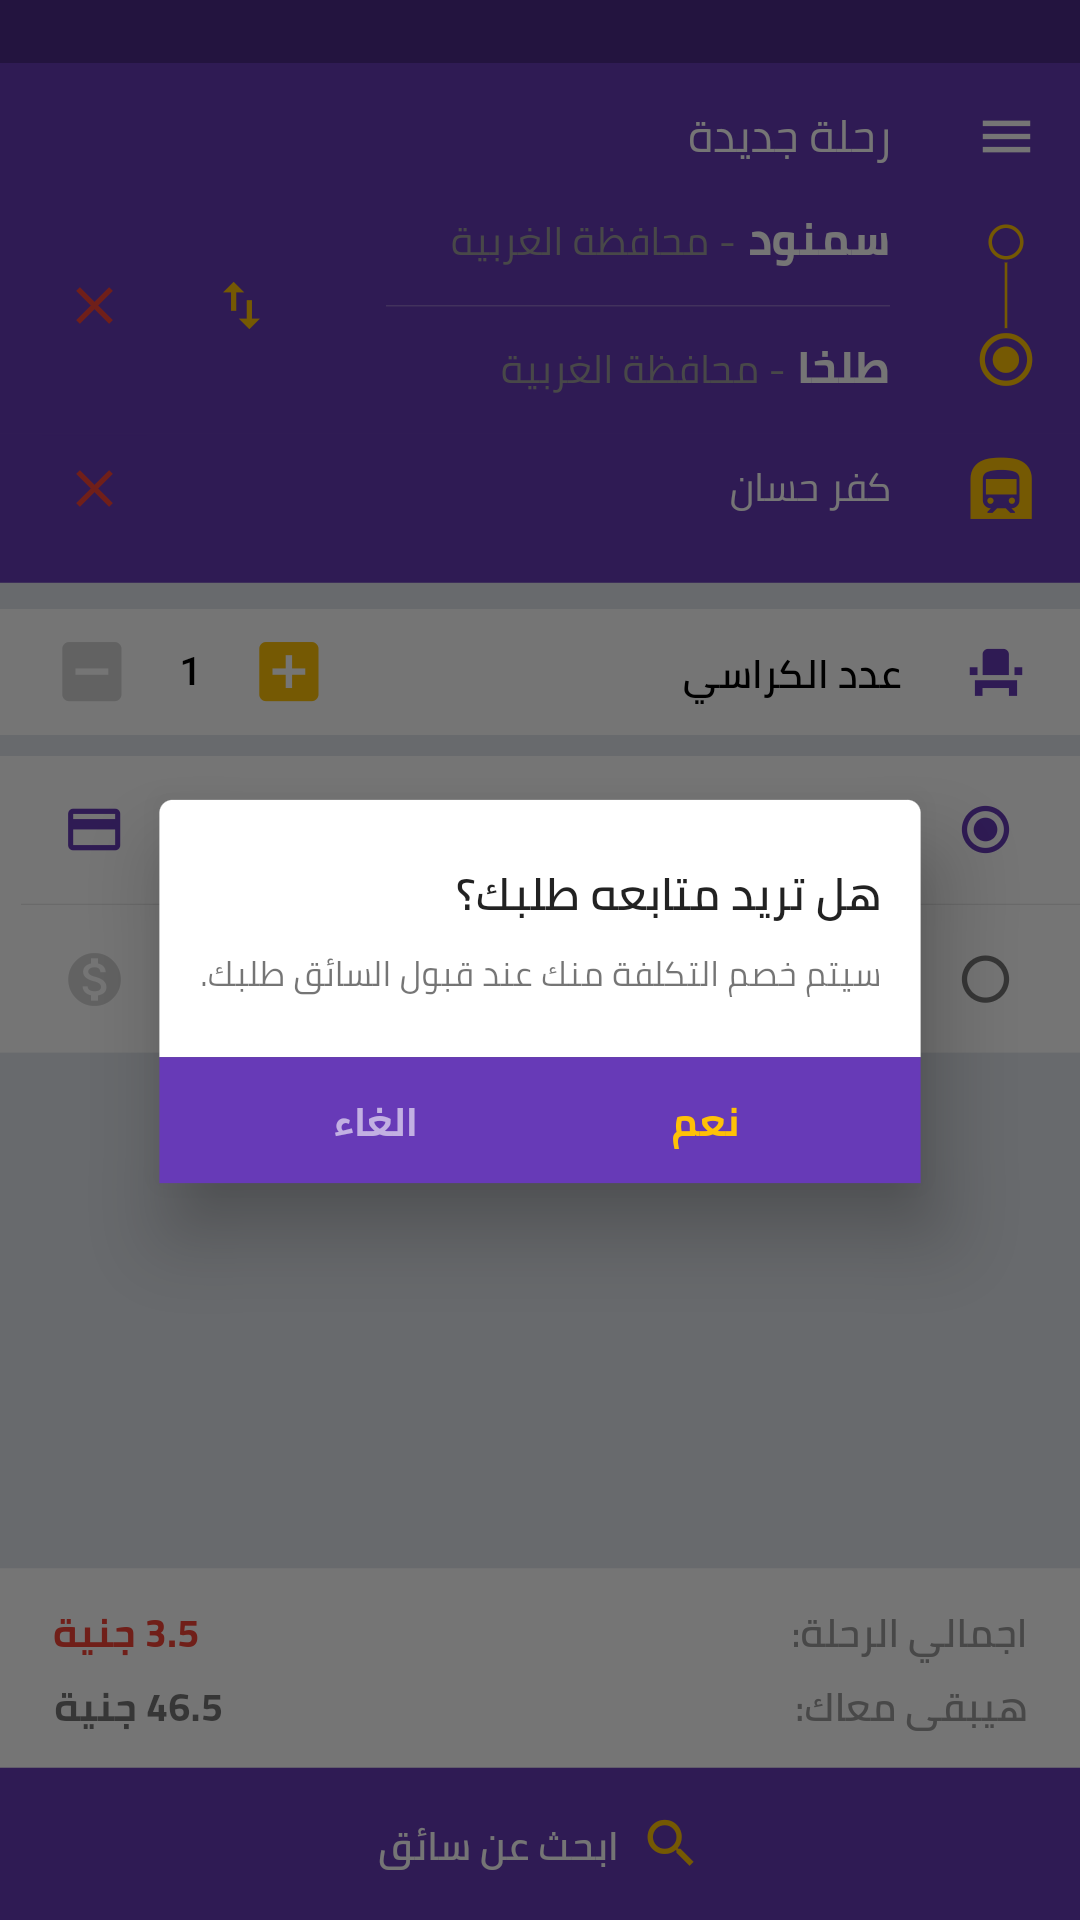 رحلة جديدة
سمنود - محافظة الغربية
طلخا - محافظة الغربية
كفر حسان
عدد الكراسي
1
هل تريد متابعه طلبك؟
سيتم خصم التكلفة منك عند قبول السائق طلبك.
نعم
الغاء
اجمالي الرحلة: 3.5 جنية
هيبقى معاك: 46.5 جنية
ابحث عن سائق